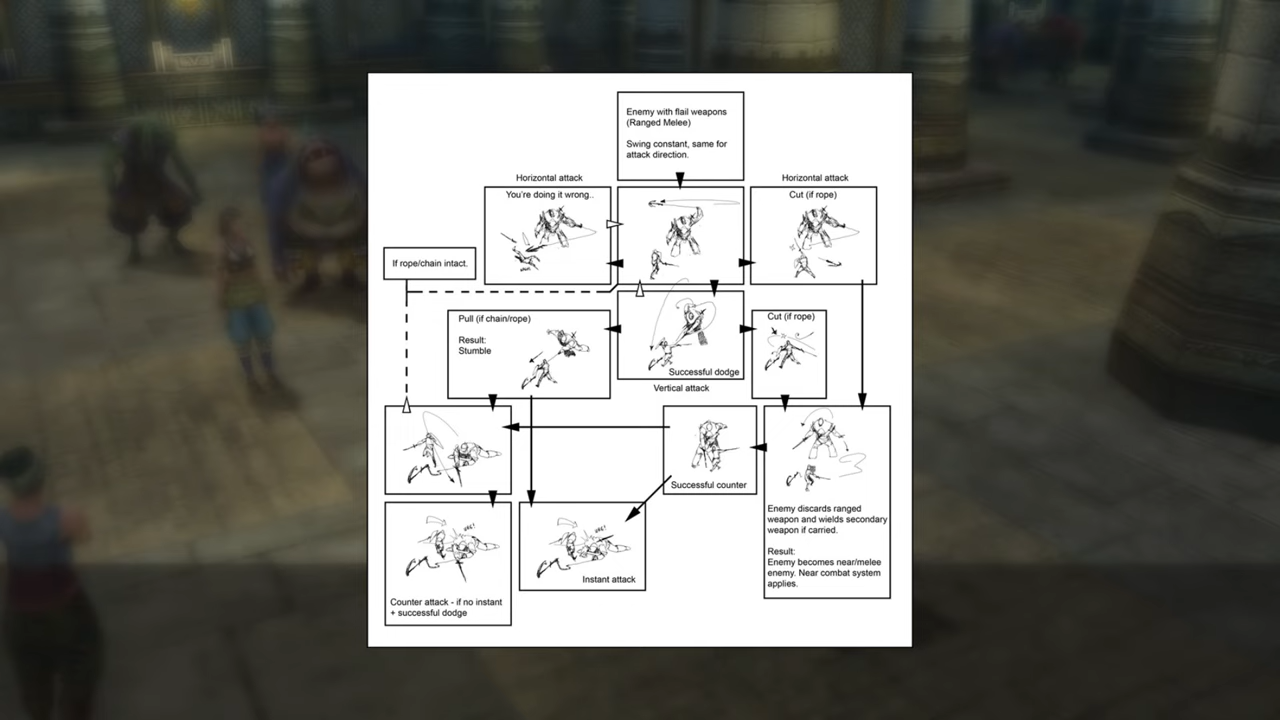 Enemy with flail weapons
(Ranged Melee)
Swing constant, same for
attack direction.
Horizontal attack
You're doing it wrong..
Horizontal attack
Cut (if rope)
If rope/chain intact.
Pull (if chain/rope)
Result:
Stumble
Successful dodge
Vertical attack
Cut (if rope)
Successful counter
Enemy discards ranged
weapon and wields secondary
weapon if carried.
Result:
Enemy becomes near/melee
enemy. Near combat system
applies.
Counter attack - if no instant
+ successful dodge
Instant attack